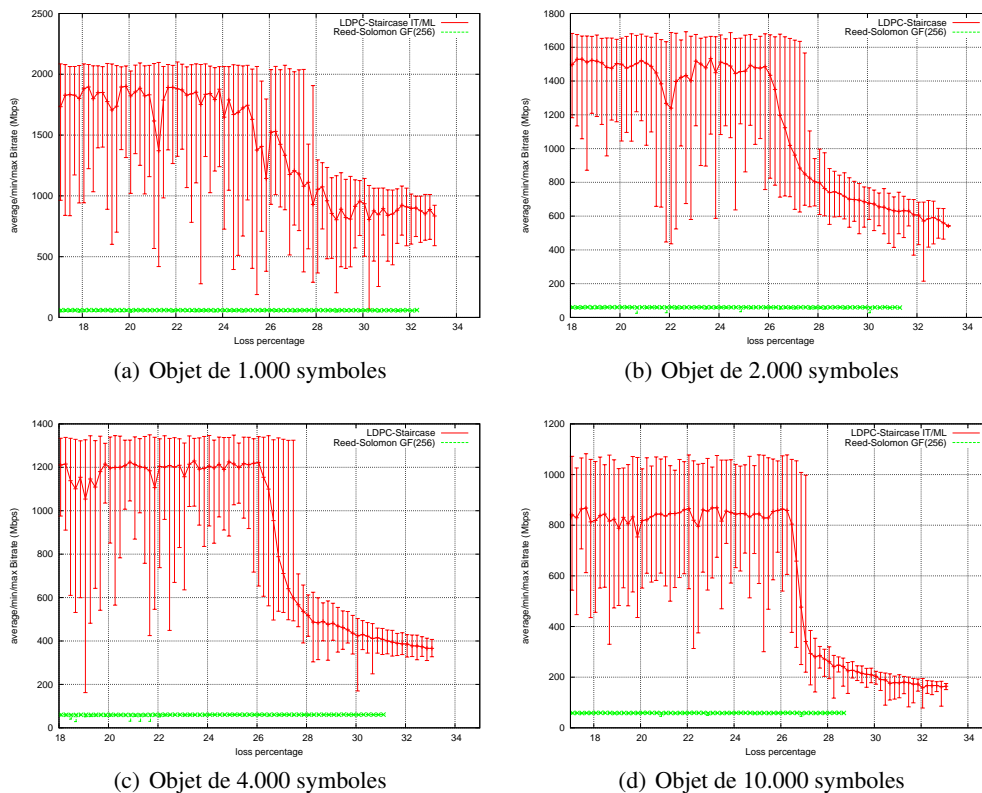 2500
2000
1500
1000
500
0
average/min/max Bitrate (Mbps)
LDPC-Staircase IT/ML
Reed-Solomon GF(256)
18 20 22 24 26 28 30 32 34
Loss percentage
(a) Objet de 1.000 symboles
1800
1600
1400
1200
1000
800
600
400
200
0
average/min/max Bitrate (Mbps)
LDPC-Staircase
Reed-Solomon GF(256)
18 20 22 24 26 28 30 32 34
loss percentage
(b) Objet de 2.000 symboles
1400
1200
1000
800
600
400
200
0
average/min/max Bitrate (Mbps)
LDPC-Staircase
Reed-Solomon GF(256)
18 20 22 24 26 28 30 32 34
loss percentage
(c) Objet de 4.000 symboles
1200
1000
800
600
400
200
0
average/min/max Bitrate (Mbps)
LDPC-Staircase IT/ML
Reed-Solomon GF(256)
18 20 22 24 26 28 30 32 34
Loss percentage
(d) Objet de 10.000 symboles